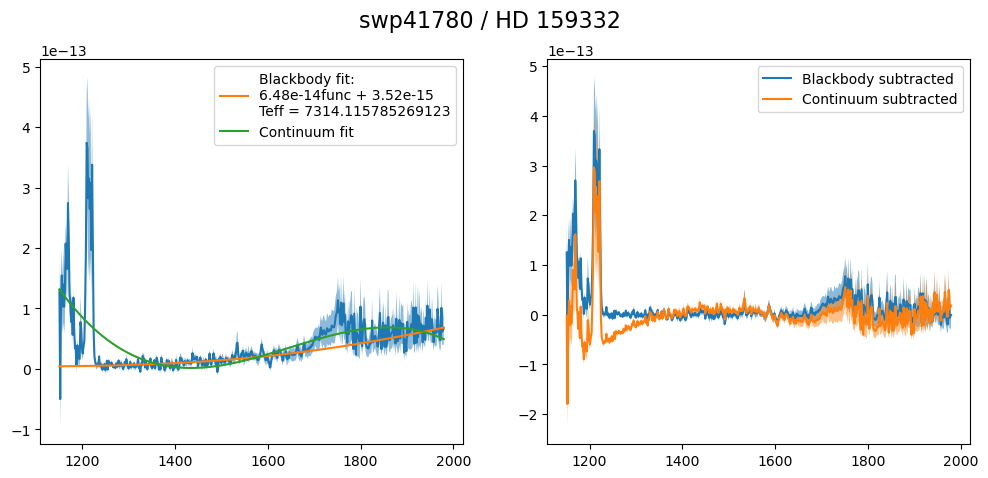 swp41780 / HD 159332
1e−13
5
4
3
2
1
0
−1
1200 1400 1600 1800 2000
Blackbody fit:
6.48e-14func + 3.52e-15
Teff = 7314.115785269123
Continuum fit
1e−13
5
4
3
2
1
0
−1
−2
1200 1400 1600 1800 2000
Blackbody subtracted
Continuum subtracted